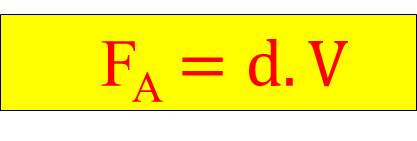 F_A = d. V